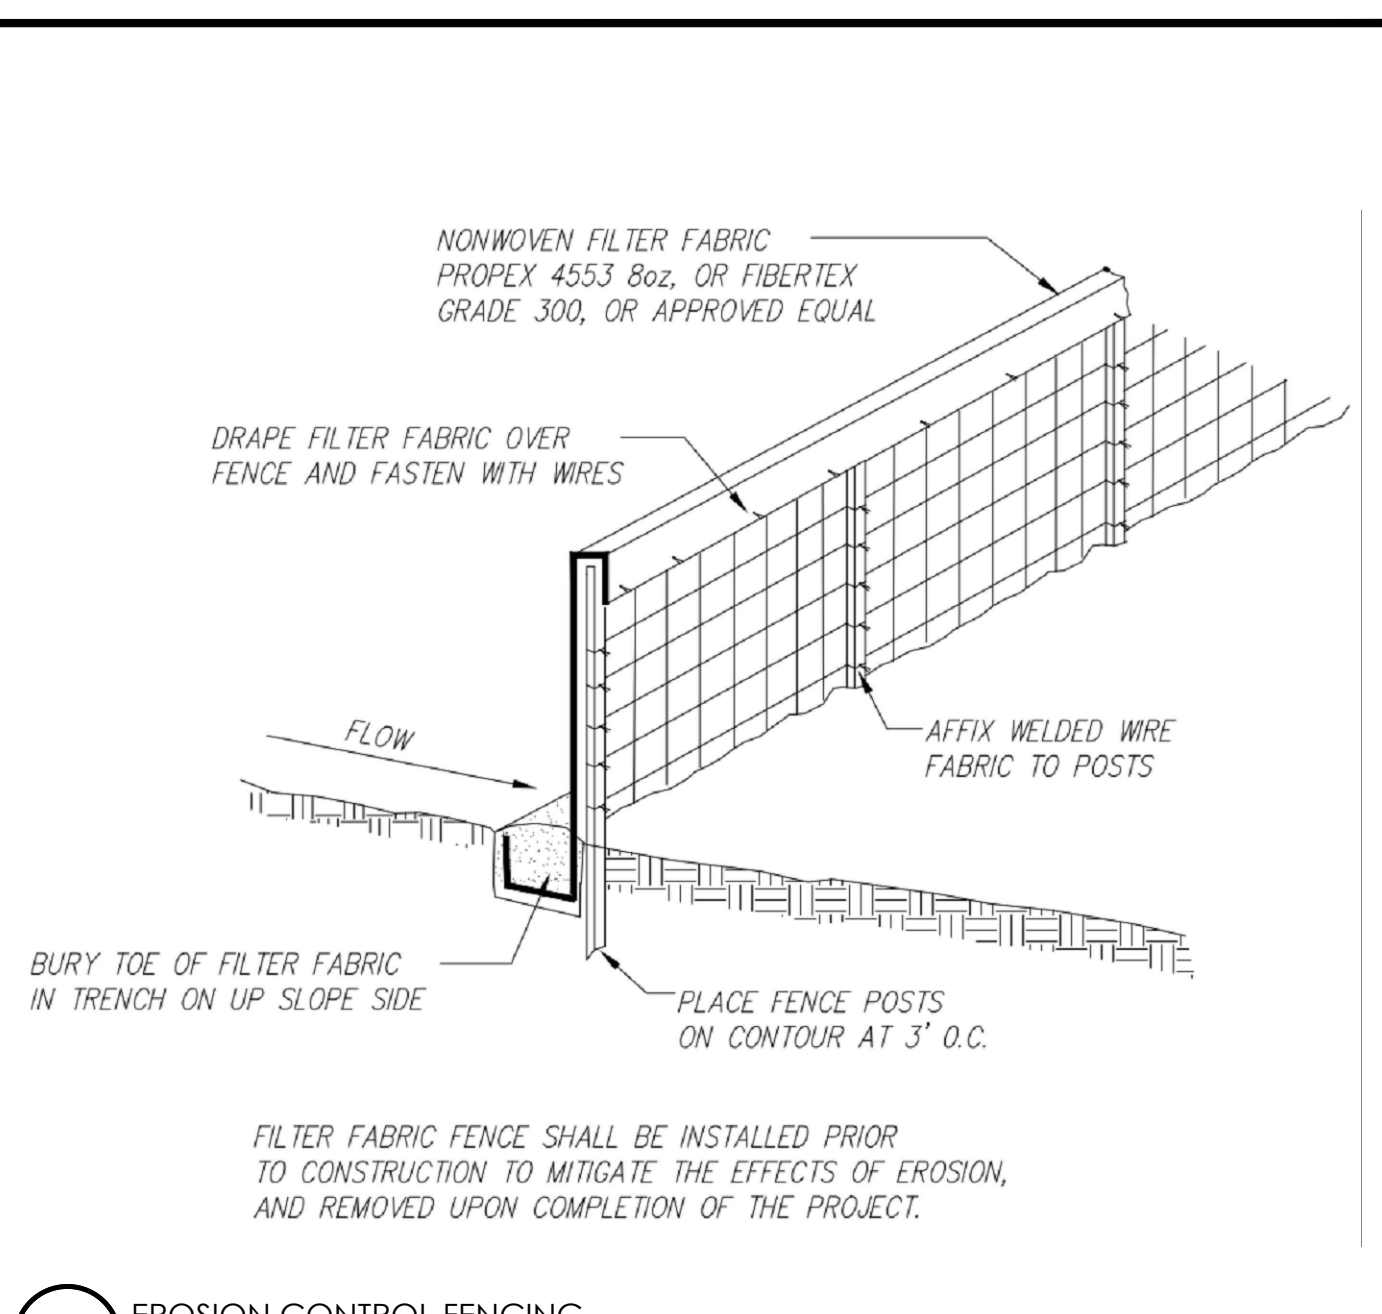 NONWOVEN FILTER FABRIC
PROPEX 4553 8oz, OR FIBERTEX
GRADE 300, OR APPROVED EQUAL
DRAPE FILTER FABRIC OVER
FENCE AND FASTEN WITH WIRES
FLOW
AFFIX WELDED WIRE
FABRIC TO POSTS
BURY TOE OF FILTER FABRIC
IN TRENCH ON UP SLOPE SIDE
PLACE FENCE POSTS
ON CONTOUR AT 3' O.C.
FILTER FABRIC FENCE SHALL BE INSTALLED PRIOR
TO CONSTRUCTION TO MITIGATE THE EFFECTS OF EROSION,
AND REMOVED UPON COMPLETION OF THE PROJECT.
EROSION CONTROL FENCING